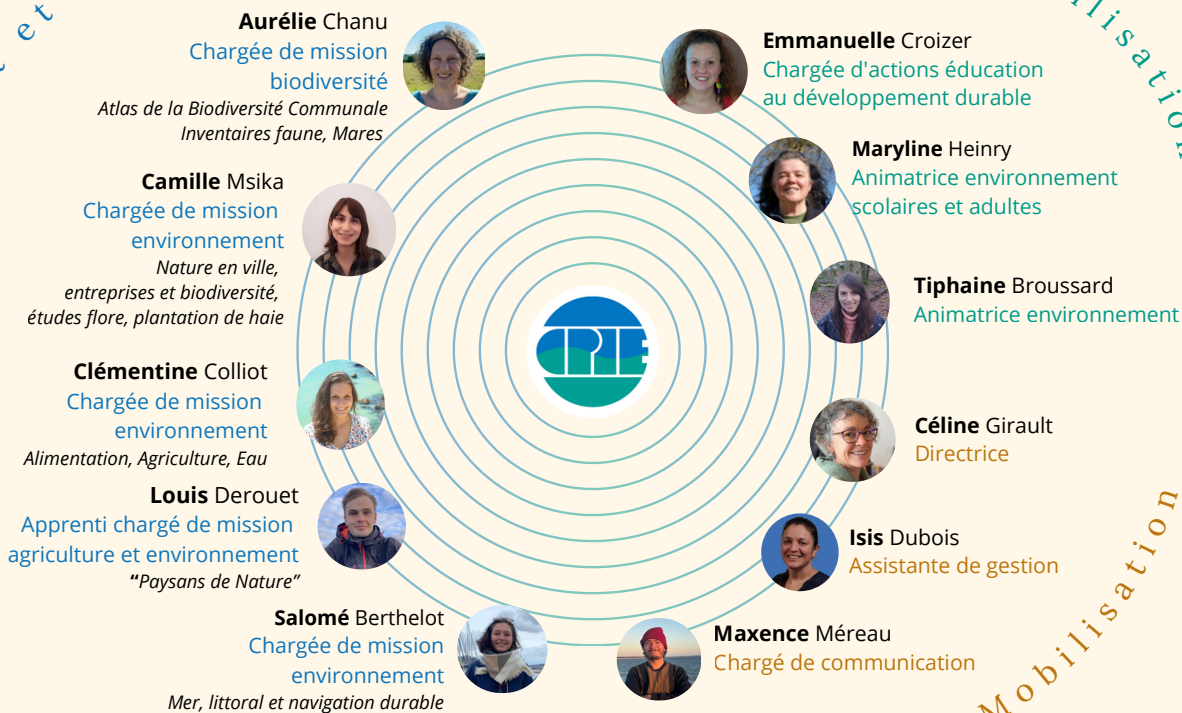 et
Aurélie Chanu
Chargée de mission
biodiversité
Atlas de la Biodiversité Communale
Inventaires faune, Mares
Camille Msika
Chargée de mission
environnement
Nature en ville,
entreprises et biodiversité,
études flore, plantation de haie
Clémentine Colliot
Chargée de mission
environnement
Alimentation, Agriculture, Eau
Louis Derouet
Apprenti chargé de mission
agriculture et environnement
“Paysans de Nature”
Salomé Berthelot
Chargée de mission
environnement
Mer, littoral et navigation durable
CPIE
Emmanuelle Croizer
Chargée d'actions éducation
au développement durable
Maryline Heinry
Animatrice environnement
scolaires et adultes
Tiphaine Broussard
Animatrice environnement
Céline Girault
Directrice
Isis Dubois
Assistante de gestion
Maxence Méreau
Chargé de communication
Mobilisation